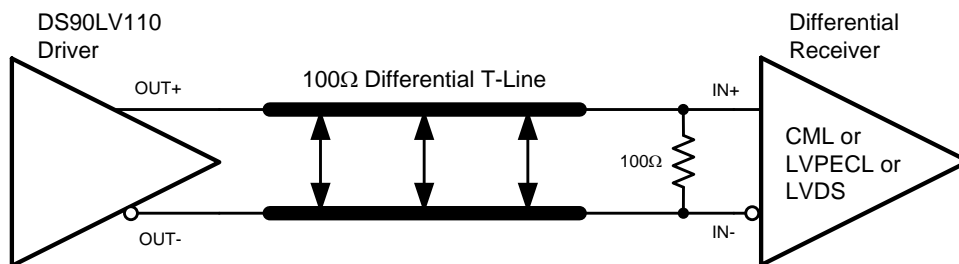 DS90LV110
Driver
Differential
Receiver
100Ω Differential T-Line
OUT+
IN+
100Ω
CML or
LVPECL or
LVDS
OUT-
IN-